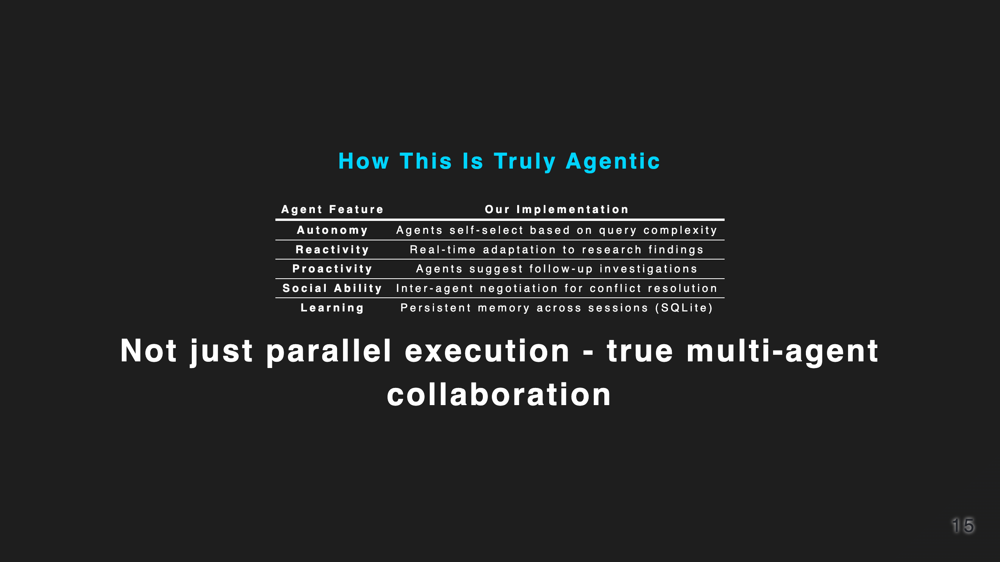 How This Is Truly Agentic
Agent Feature Our Implementation
Autonomy Agents self-select based on query complexity
Reactivity Real-time adaptation to research findings
Proactivity Agents suggest follow-up investigations
Social Ability Inter-agent negotiation for conflict resolution
Learning Persistent memory across sessions (SQLite)
Not just parallel execution - true multi-agent
collaboration
15